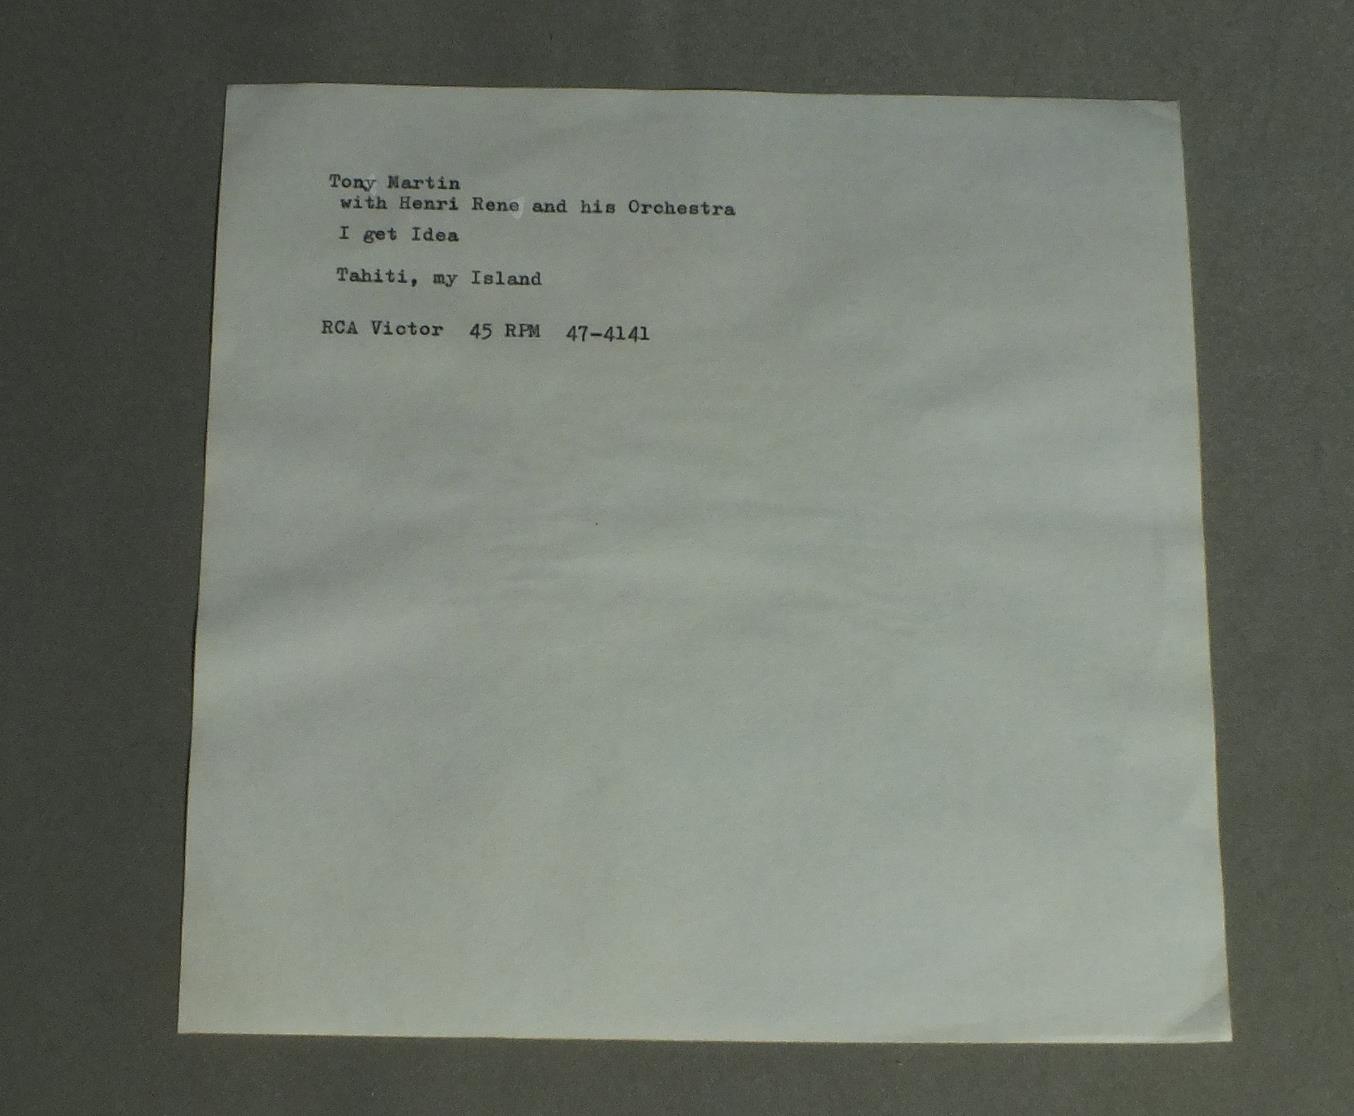 Tony Martin
with Henri Rene and his Orchestra
I get Idea
Tahiti, my Island
RCA Victor 45 RPM 47-4141